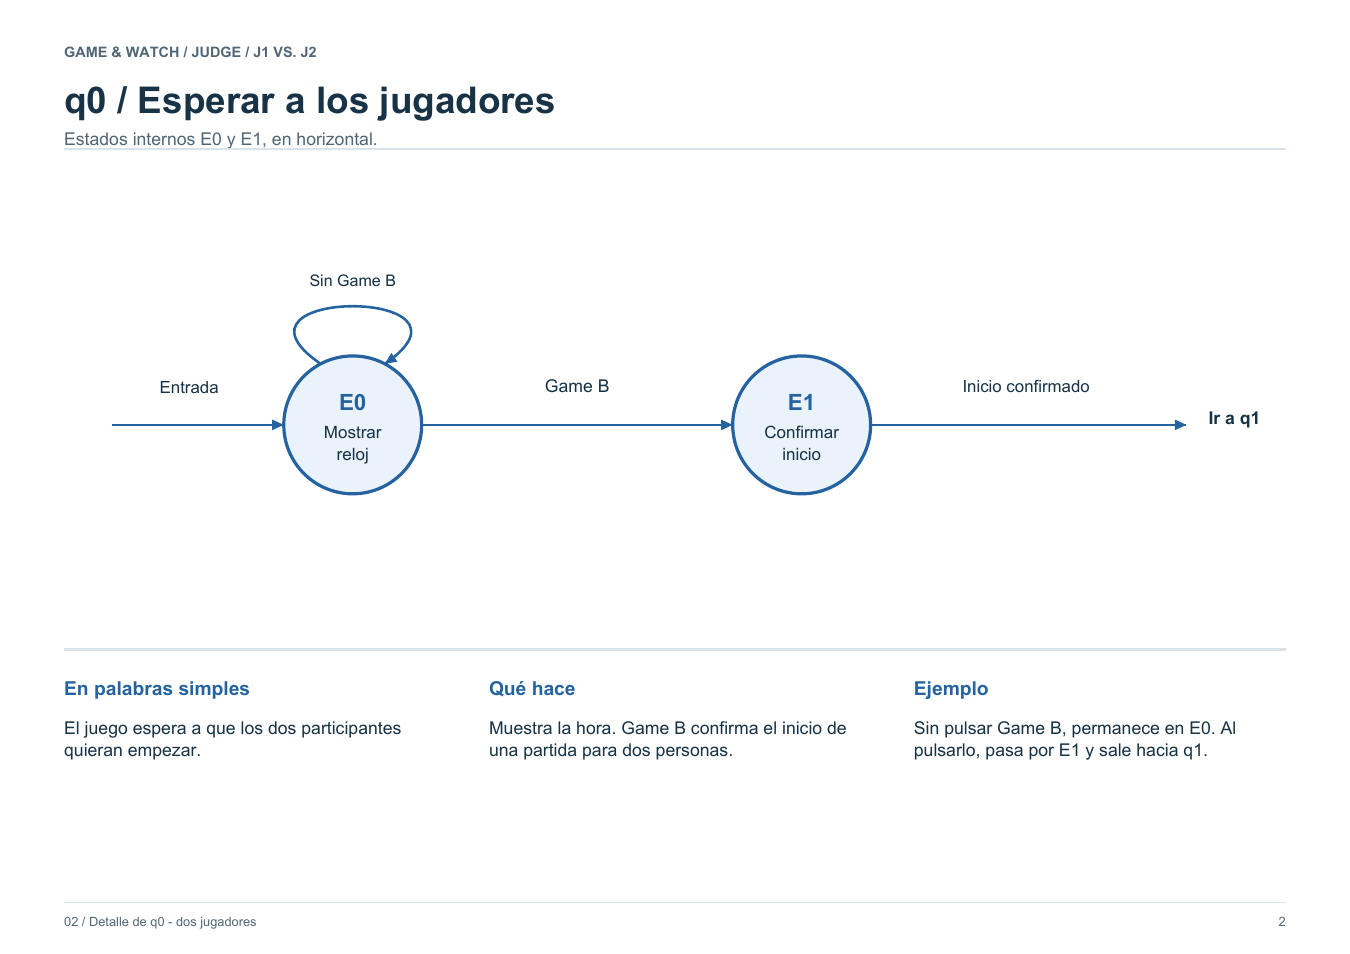 GAME & WATCH / JUDGE / J1 VS. J2
q0 / Esperar a los jugadores
Estados internos E0 y E1, en horizontal.
Sin Game B
Entrada
E0
Mostrar
reloj
Game B
E1
Confirmar
inicio
Inicio confirmado
Ir a q1
En palabras simples
El juego espera a que los dos participantes
quieran empezar.
Qué hace
Muestra la hora. Game B confirma el inicio de
una partida para dos personas.
Ejemplo
Sin pulsar Game B, permanece en E0. Al
pulsarlo, pasa por E1 y sale hacia q1.
02 / Detalle de q0 - dos jugadores
2